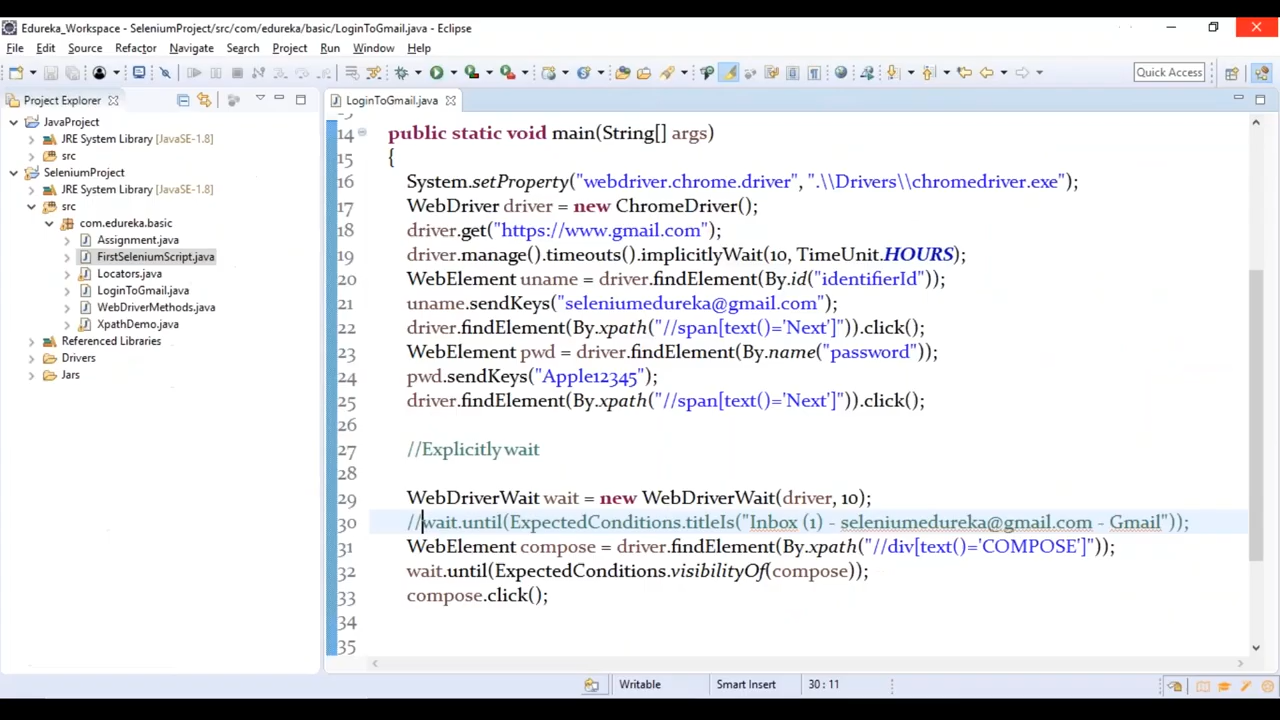 Edureka_Workspace - SeleniumProject/src/com/edureka/basic/LoginToGmail.java - Eclipse
File Edit Source Refactor Navigate Search Project Run Window Help
Quick Access
Project Explorer
LoginToGmail.java
JavaProject
JRE System Library [JavaSE-1.8]
src
SeleniumProject
JRE System Library [JavaSE-1.8]
src
com.edureka.basic
Assignment.java
FirstSeleniumScript.java
Locators.java
LoginToGmail.java
WebDriverMethods.java
XpathDemo.java
Referenced Libraries
Drivers
Jars
14 public static void main(String[] args)
15 {
16 System.setProperty("webdriver.chrome.driver", ".\\Drivers\\chromedriver.exe");
17 WebDriver driver = new ChromeDriver();
18 driver.get("https://www.gmail.com");
19 driver.manage().timeouts().implicitlyWait(10, TimeUnit.HOURS);
20 WebElement uname = driver.findElement(By.id("identifierId"));
21 uname.sendKeys("seleniumedureka@gmail.com");
22 driver.findElement(By.xpath("//span[text()='Next']")).click();
23 WebElement pwd = driver.findElement(By.name("password"));
24 pwd.sendKeys("Apple12345");
25 driver.findElement(By.xpath("//span[text()='Next']")).click();
26
27 //Explicitly wait
28
29 WebDriverWait wait = new WebDriverWait(driver, 10);
30 //wait.until(ExpectedConditions.titleIs("Inbox (1) - seleniumedureka@gmail.com - Gmail"));
31 WebElement compose = driver.findElement(By.xpath("//div[text()='COMPOSE']"));
32 wait.until(ExpectedConditions.visibilityOf(compose));
33 compose.click();
34
35
Writable Smart Insert 30 : 11